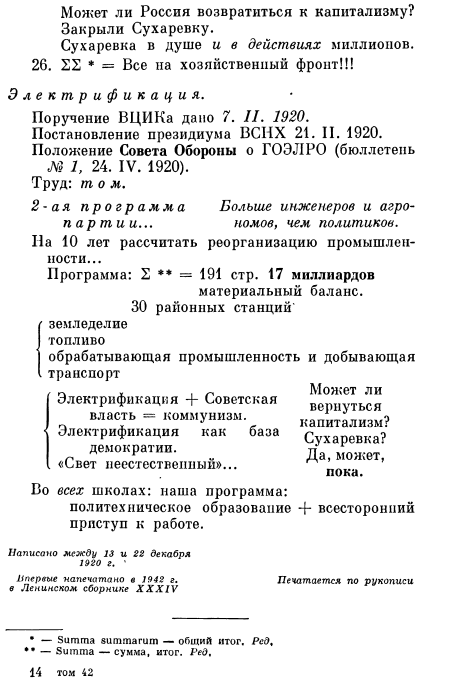 Может ли Россия возвратиться к капитализму?
Закрыли Сухаревку.
Сухаревка в душе и в действиях миллионов.
26. ΣΣ * = Все на хозяйственный фронт!!!
Электрификация.
Поручение ВЦИКа дано 7. II. 1920.
Постановление президиума ВСНХ 21. II. 1920.
Положение Совета Обороны о ГОЭЛРО (бюллетень
№ 1, 24. IV. 1920).
Труд: том.
2-ая программа
партии...
Больше инженеров и агро-
номов, чем политиков.
На 10 лет рассчитать реорганизацию промышлен-
ности...
Программа: Σ ** = 191 стр. 17 миллиардов
материальный баланс.
30 районных станций
земледелие
топливо
обрабатывающая промышленность и добывающая
транспорт
Электрификация + Советская
власть = коммунизм.
Электрификация как база
демократии.
«Свет неестественный»...
Может ли
вернуться
капитализм?
Сухаревка?
Да, может,
пока.
Во всех школах: наша программа:
политехническое образование + всесторонний
приступ к работе.
Написано между 13 и 22 декабря
1920 г.
Впервые напечатано в 1942 г.
в Ленинском сборнике XXXIV
Печатается по рукописи
* — Summa summarum — общий итог. Ред.
** — Summa — сумма, итог. Ред.
14 том 42